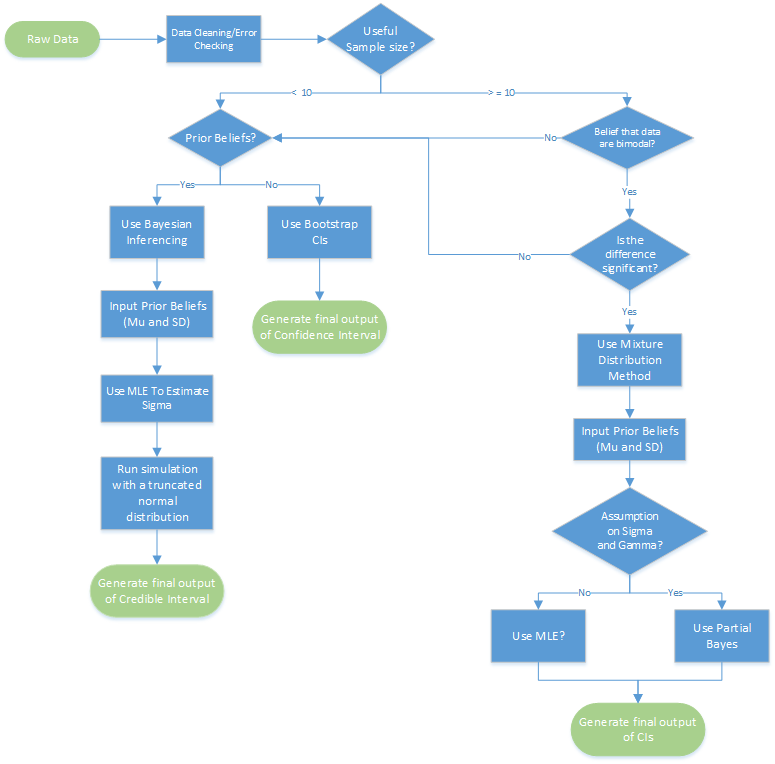 Raw Data
Data Cleaning/Error
Checking
Useful
Sample size?
< 10
> = 10
Prior Beliefs?
No
Belief that data
are bimodal?
Yes
No
Yes
Use Bayesian
Inferencing
Use Bootstrap
CIs
Is the
difference
significant?
No
Input Prior Beliefs
(Mu and SD)
Generate final output
of Confidence Interval
Yes
Use Mixture
Distribution
Method
Use MLE To Estimate
Sigma
Input Prior Beliefs
(Mu and SD)
Run simulation
with a truncated
normal
distribution
Assumption
on Sigma
and Gamma?
Generate final output
of Credible Interval
No
Yes
Use MLE?
Use Partial
Bayes
Generate final output
of CIs